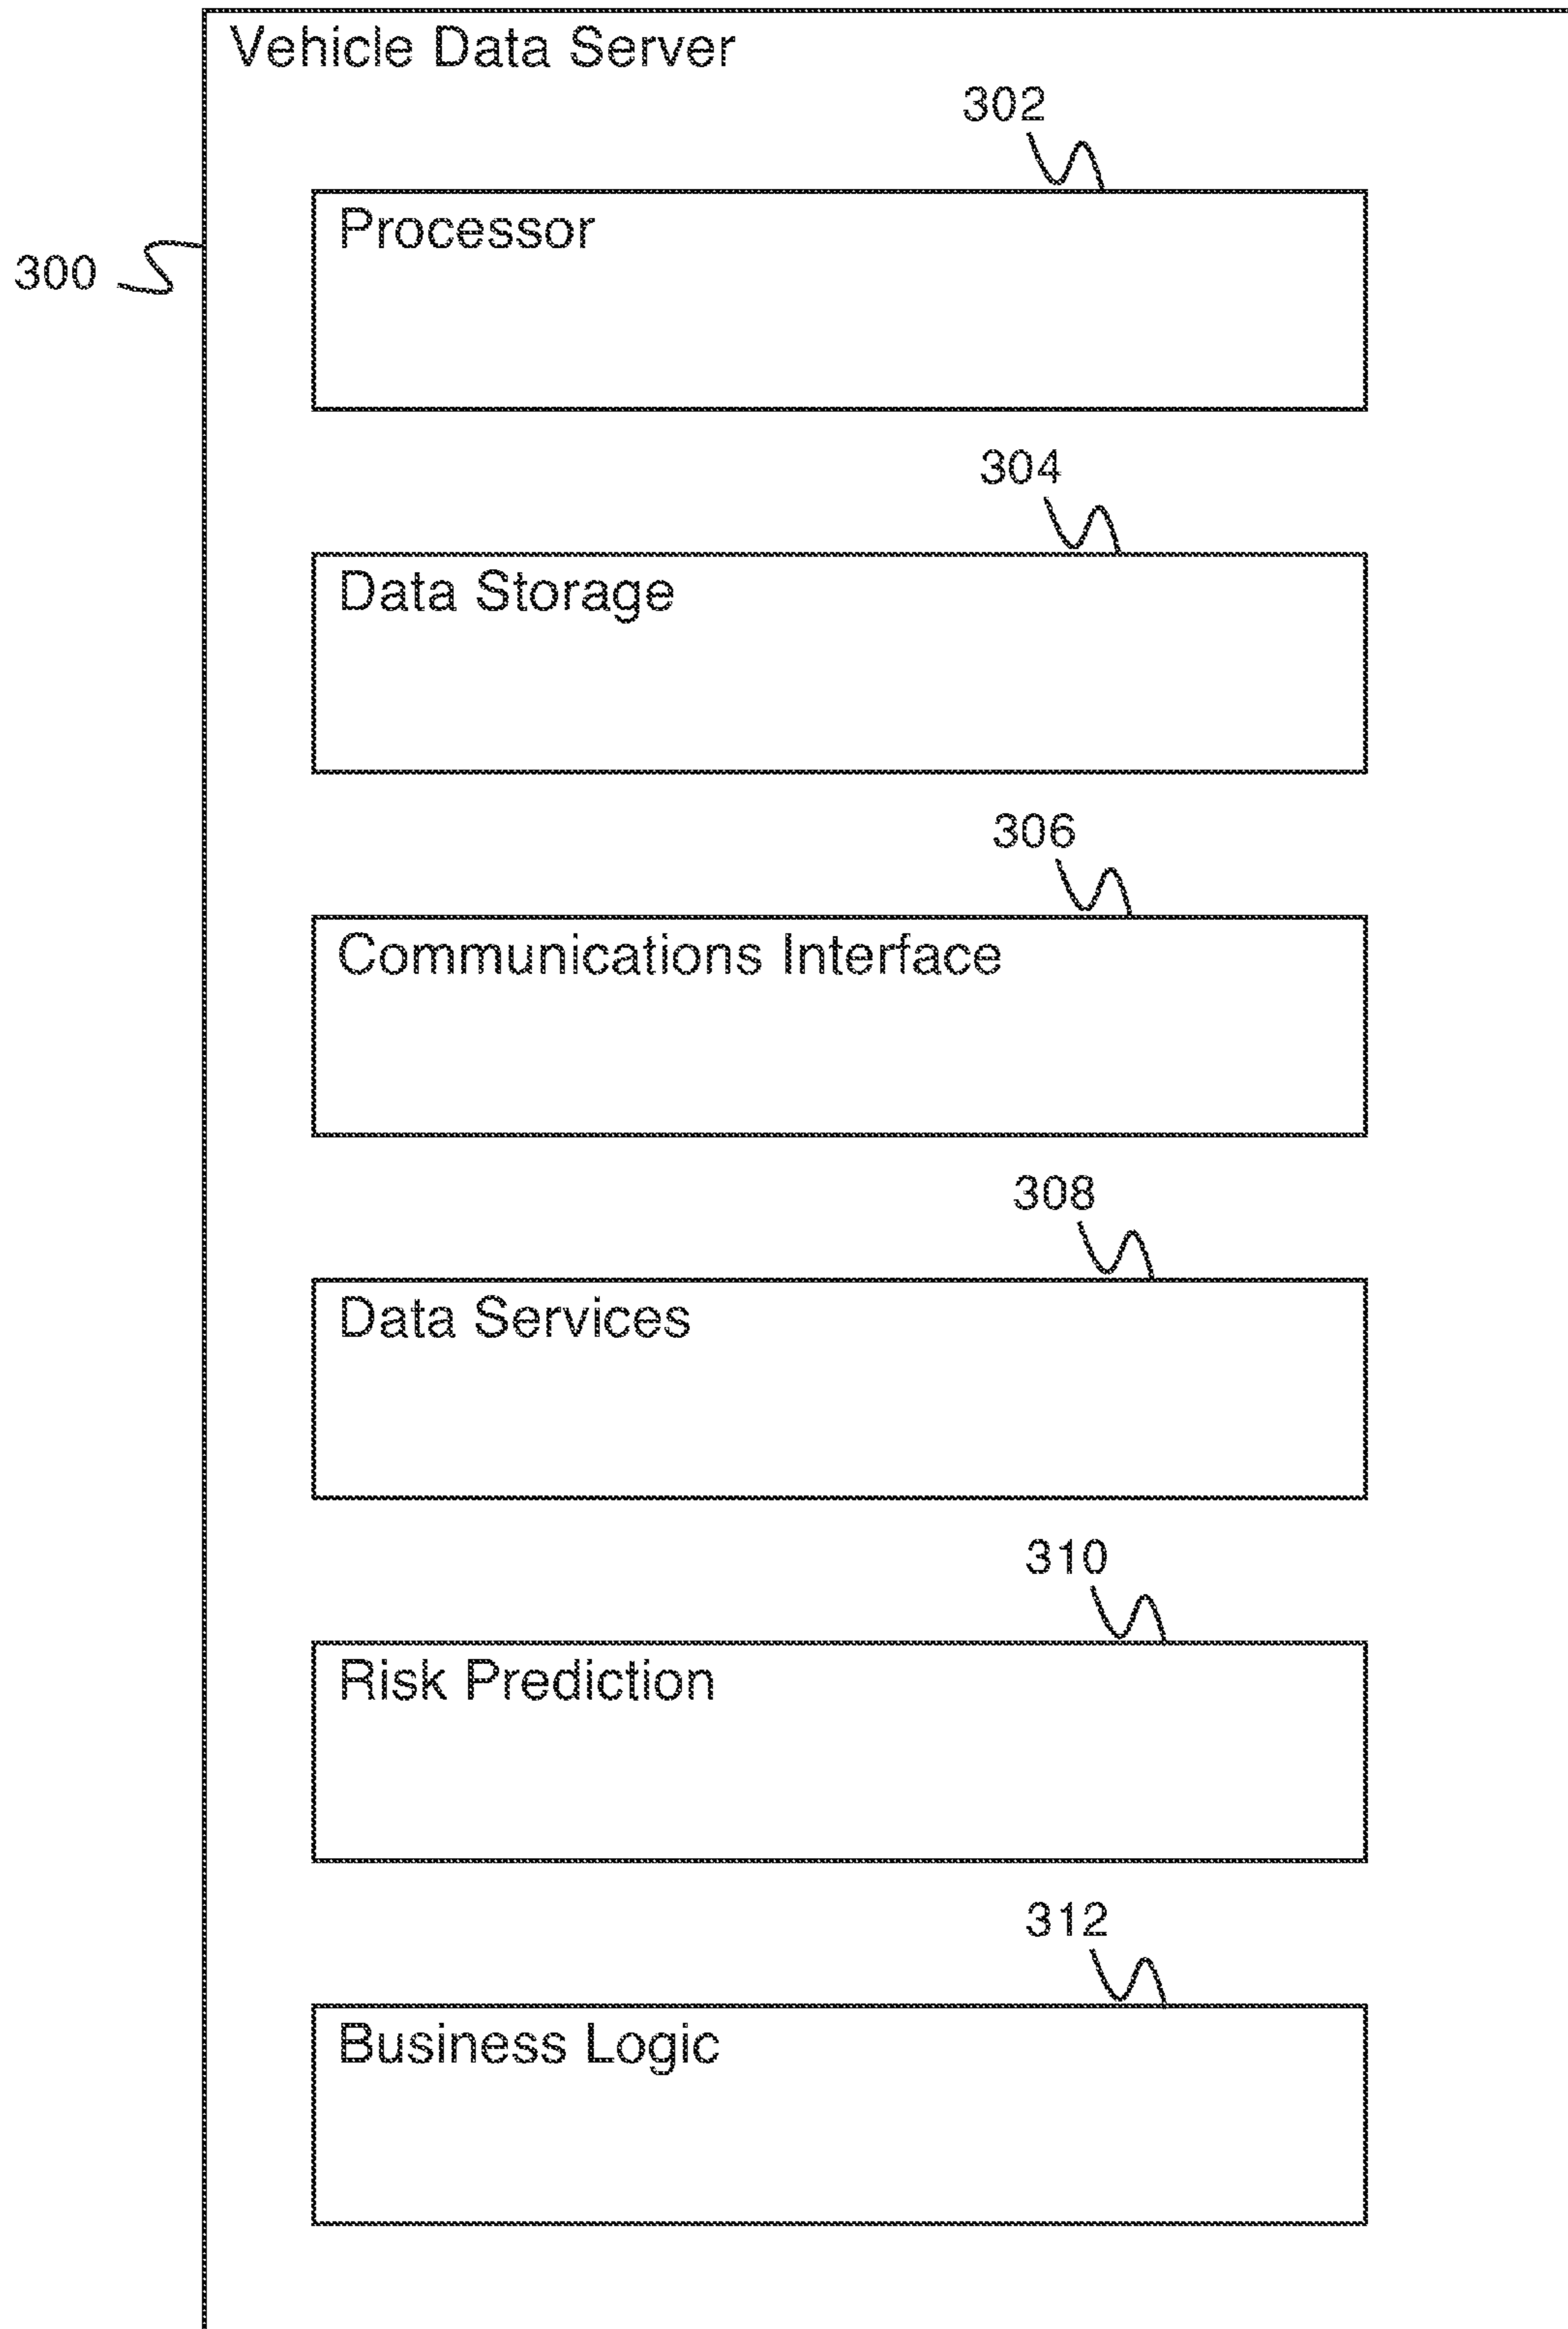 Vehicle Data Server
302
Processor
300
304
Data Storage
306
Communications Interface
308
Data Services
310
Risk Prediction
312
Business Logic